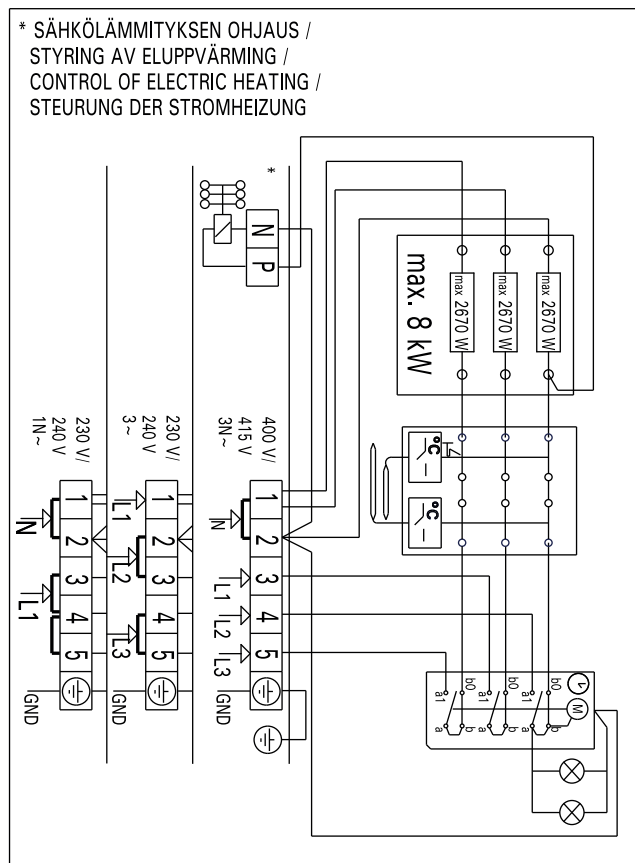 * SÄHKÖLÄMMITYKSEN OHJAUS /
STYRING AV ELUPPVÄRMING /
CONTROL OF ELECTRIC HEATING /
STEURUNG DER STROMHEIZUNG
*
N
P
max. 8 kW
max 2670 W
max 2670 W
max 2670 W
°C
°C
230 V/
240 V
1N~
1
2
3
4
5
N
L1
GND
230 V/
240 V
3~
1
2
3
4
5
L1
L2
L3
GND
400 V/
415 V
3N~
1
2
3
4
5
N
L1
L2
L3
GND
1
M
b0
a1
b
a
b0
a1
b
a
b0
a1
b
a